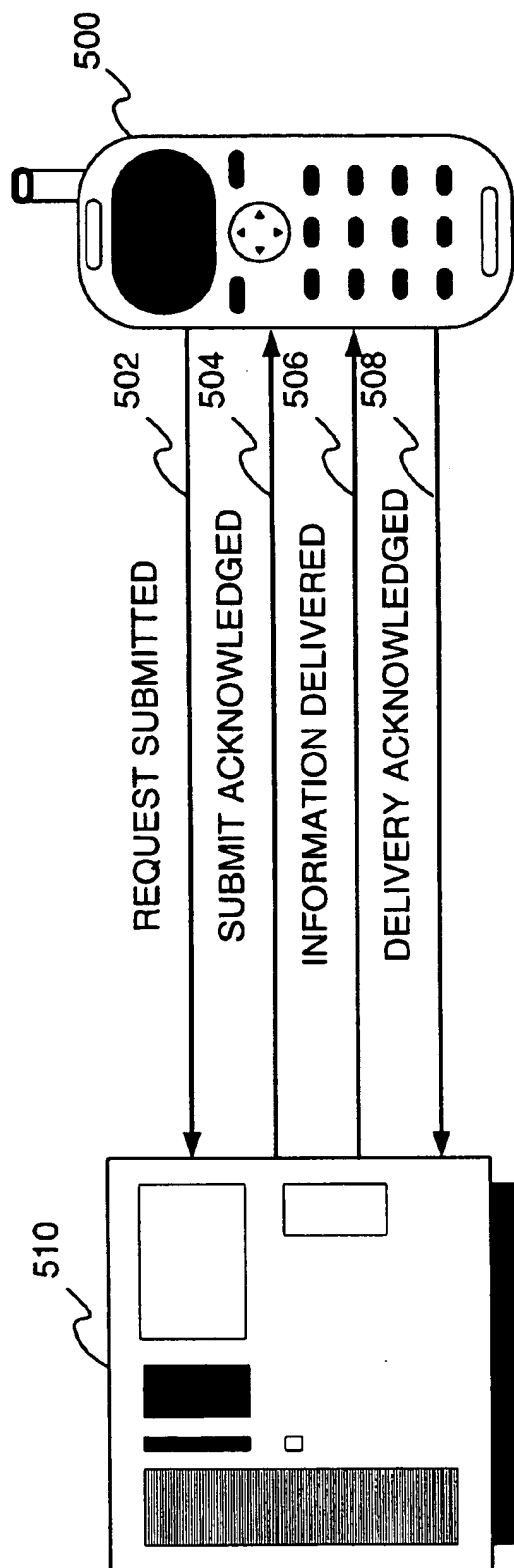 510
500
REQUEST SUBMITTED
502
SUBMIT ACKNOWLEDGED
504
INFORMATION DELIVERED
506
DELIVERY ACKNOWLEDGED
508